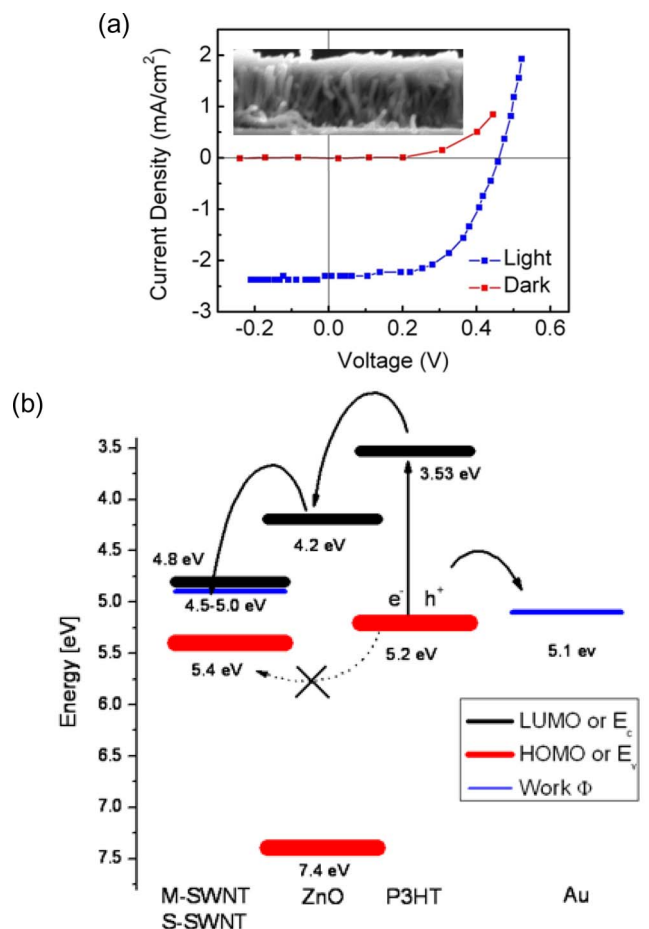 (a)
Current Density (mA/cm²)
2
1
0
-1
-2
-3
Light
Dark
-0.2 0.0 0.2 0.4 0.6
Voltage (V)
(b)
Energy [eV]
3.5
4.0
4.5
5.0
5.5
6.0
6.5
7.0
7.5
3.53 eV
4.2 eV
4.8 eV
4.5-5.0 eV
e⁻ h⁺
5.4 eV
5.2 eV
5.1 ev
LUMO or E_c
HOMO or E_v
Work Φ
7.4 eV
M-SWNT ZnO P3HT Au
S-SWNT